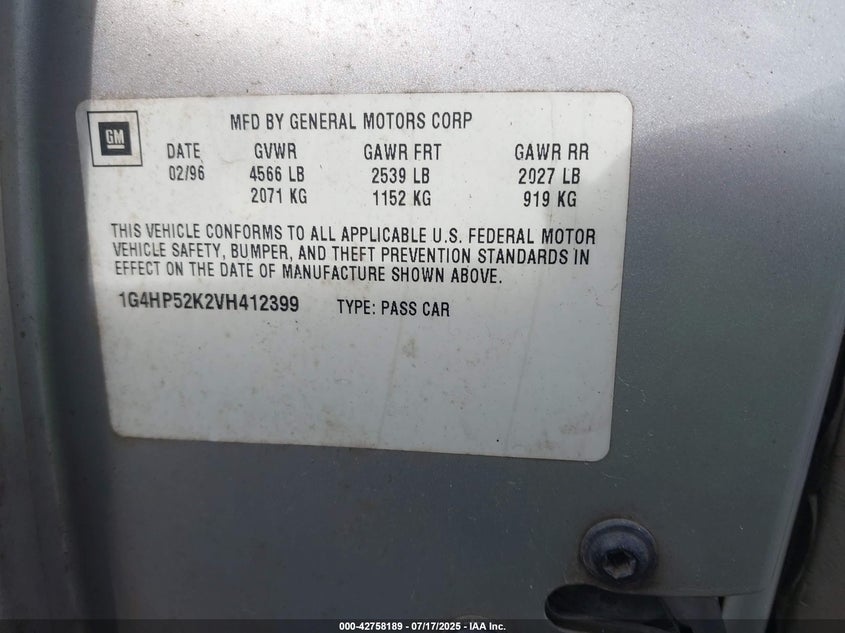 GM
MFD BY GENERAL MOTORS CORP
DATE GVWR GAWR FRT GAWR RR
02/96 4566 LB 2539 LB 2027 LB
2071 KG 1152 KG 919 KG
THIS VEHICLE CONFORMS TO ALL APPLICABLE U.S. FEDERAL MOTOR
VEHICLE SAFETY, BUMPER, AND THEFT PREVENTION STANDARDS IN
EFFECT ON THE DATE OF MANUFACTURE SHOWN ABOVE.
1G4HP52K2VH412399 TYPE: PASS CAR
000-42758189 - 07/17/2025 - IAA Inc.